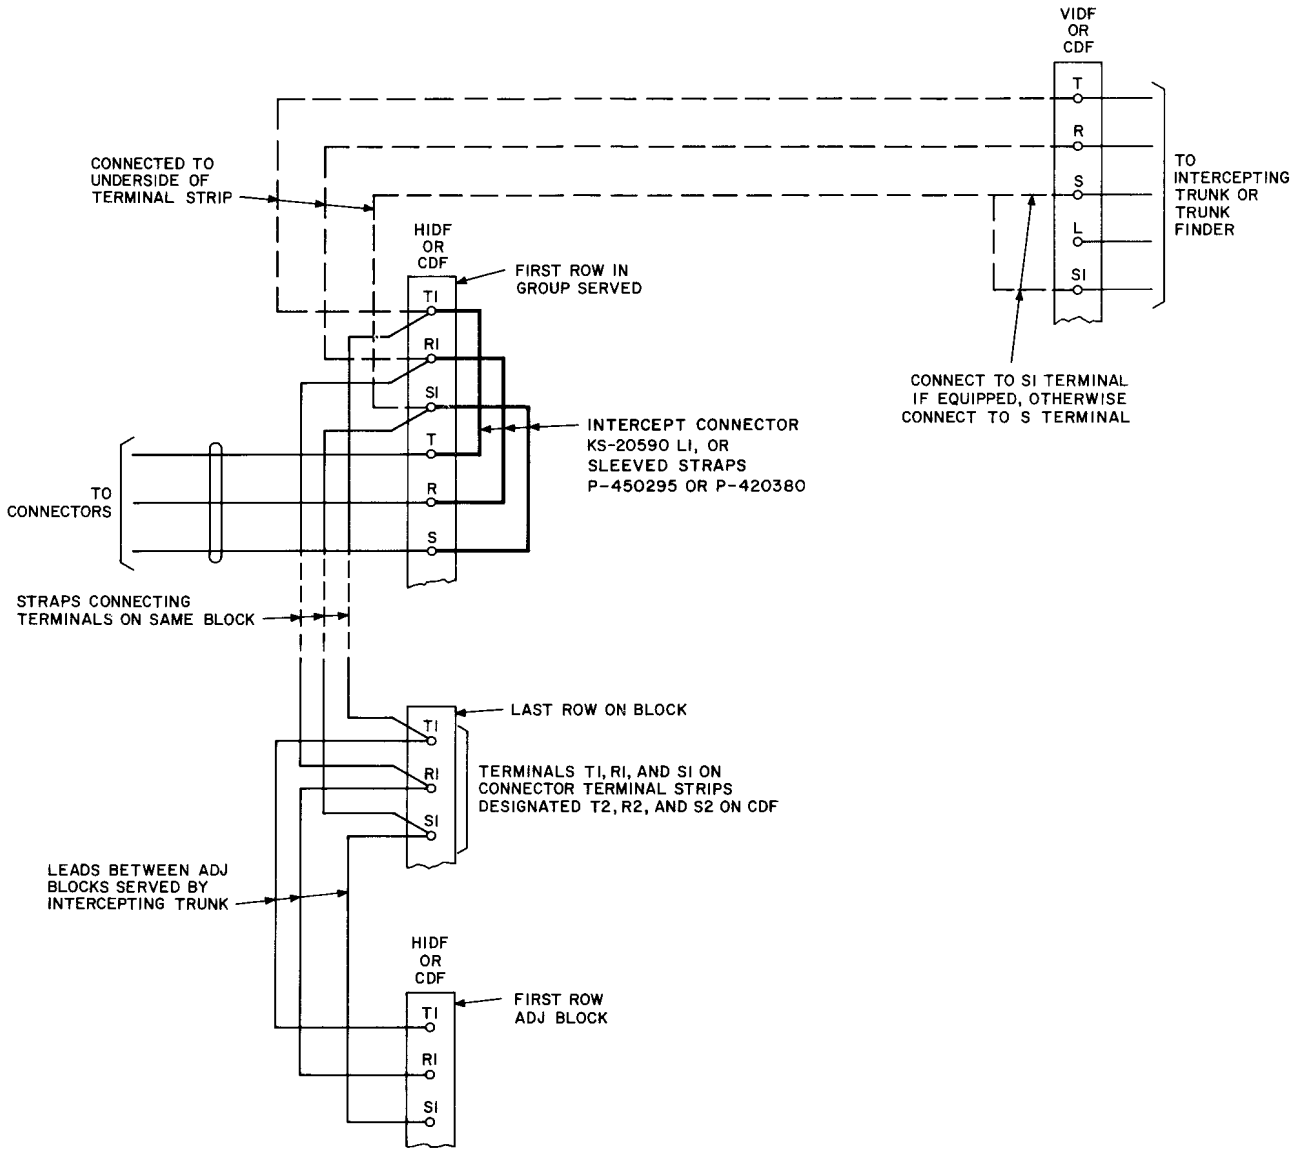 VIDF
OR
CDF
T
R
S
L
S1
TO
INTERCEPTING
TRUNK OR
TRUNK
FINDER
CONNECTED TO
UNDERSIDE OF
TERMINAL STRIP
HIDF
OR
CDF
FIRST ROW IN
GROUP SERVED
T1
R1
S1
T
R
S
CONNECT TO S1 TERMINAL
IF EQUIPPED, OTHERWISE
CONNECT TO S TERMINAL
INTERCEPT CONNECTOR
KS-20590 L1, OR
SLEEVED STRAPS
P-450295 OR P-420380
TO
CONNECTORS
STRAPS CONNECTING
TERMINALS ON SAME BLOCK
LAST ROW ON BLOCK
T1
R1
S1
TERMINALS T1, R1, AND S1 ON
CONNECTOR TERMINAL STRIPS
DESIGNATED T2, R2, AND S2 ON CDF
LEADS BETWEEN ADJ
BLOCKS SERVED BY
INTERCEPTING TRUNK
HIDF
OR
CDF
FIRST ROW
ADJ BLOCK
T1
R1
S1